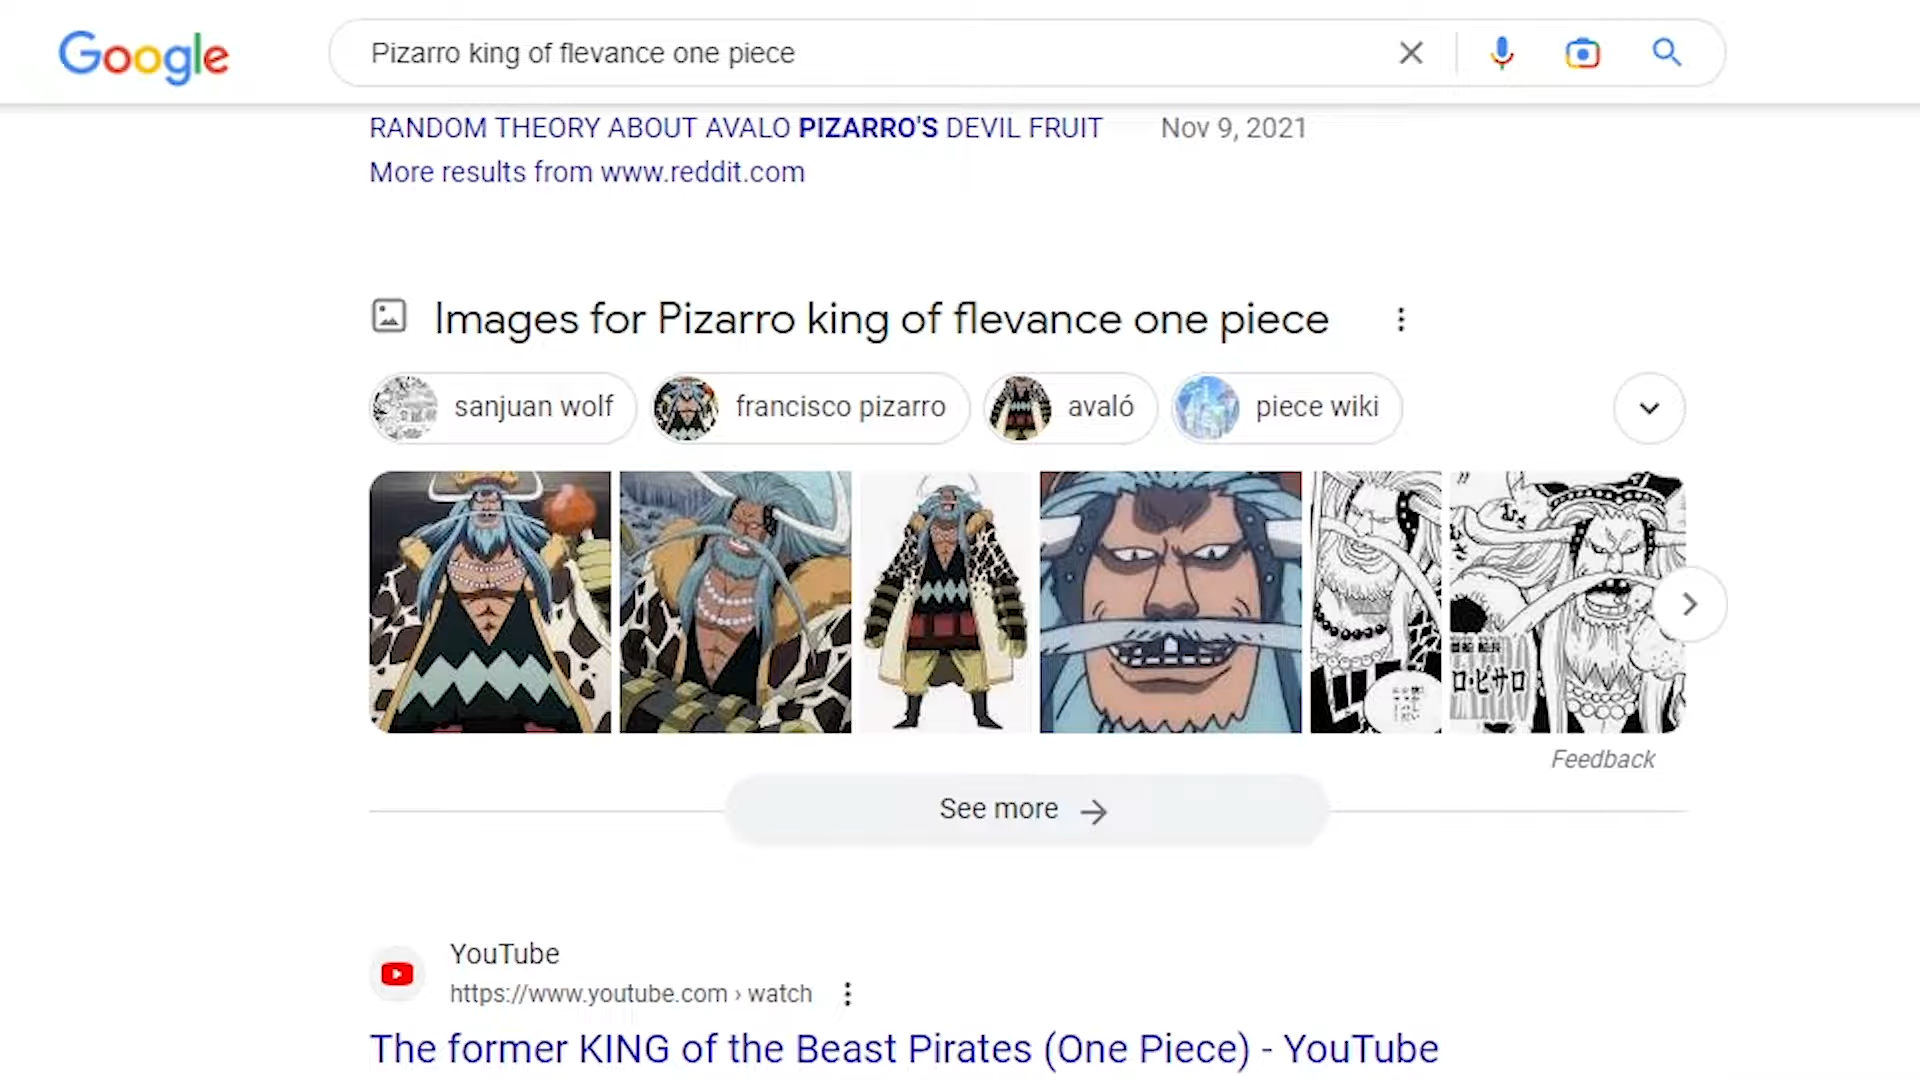 Google
Pizarro king of flevance one piece
RANDOM THEORY ABOUT AVALO PIZARRO'S DEVIL FRUIT Nov 9, 2021
More results from www.reddit.com
Images for Pizarro king of flevance one piece
sanjuan wolf francisco pizarro avaló piece wiki
ロ・ピサロ
Feedback
See more
YouTube
https://www.youtube.com › watch
The former KING of the Beast Pirates (One Piece) - YouTube